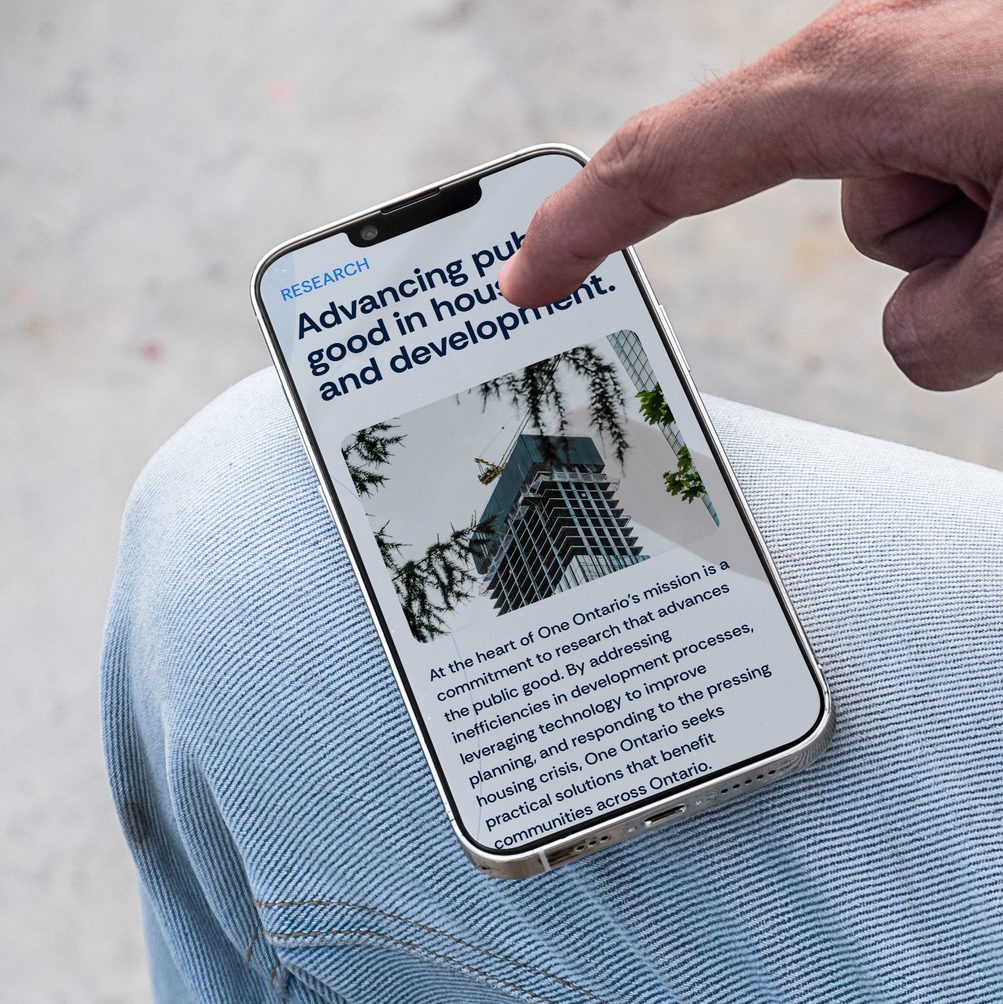 RESEARCH
Advancing pub
good in hous
and development.
At the heart of One Ontario's mission is a
commitment to research that advances
the public good. By addressing
inefficiencies in development processes,
leveraging technology to improve
planning, and responding to the pressing
housing crisis, One Ontario seeks
practical solutions that benefit
communities across Ontario.